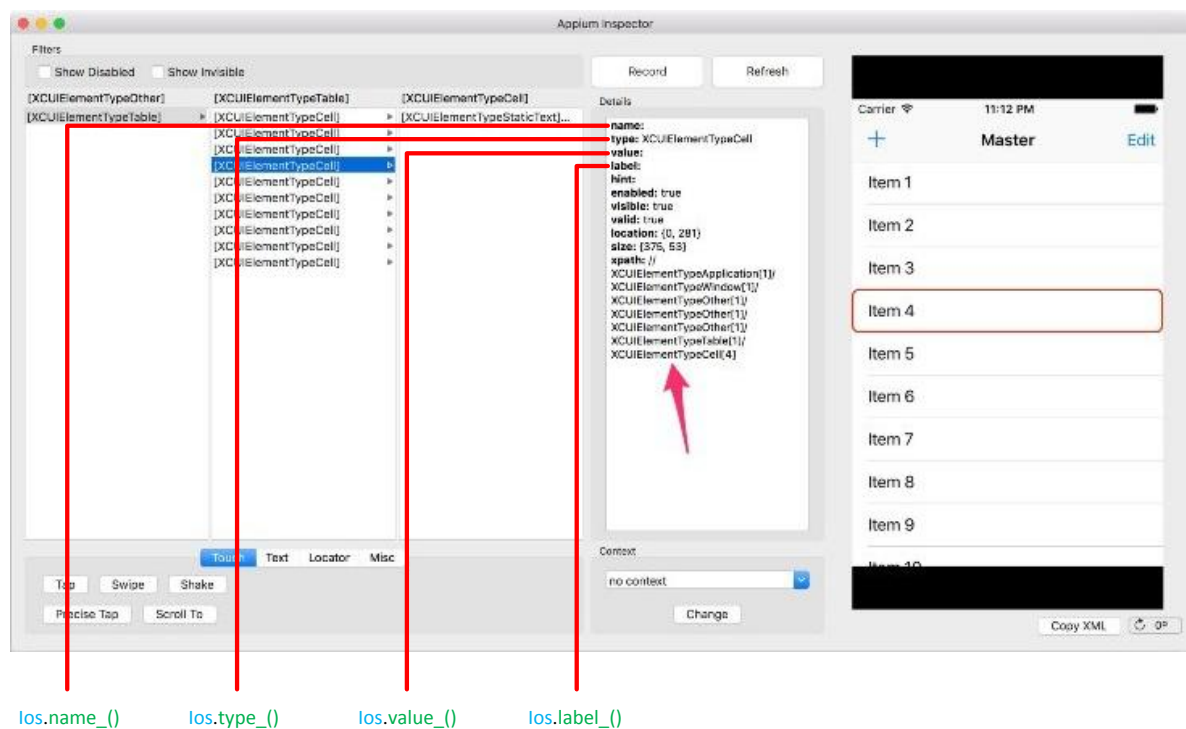 Appium Inspector
Filters
Show Disabled Show Invisible
Record Refresh
[XCUIElementTypeOther] [XCUIElementTypeTable] [XCUIElementTypeCell]
[XCUIElementTypeTable] [XCUIElementTypeCell] [XCUIElementTypeStaticText]...
[XCUIElementTypeCell]
[XCUIElementTypeCell]
[XCUIElementTypeCell]
[XCUIElementTypeCell]
[XCUIElementTypeCell]
[XCUIElementTypeCell]
[XCUIElementTypeCell]
[XCUIElementTypeCell]
[XCUIElementTypeCell]
Details
name:
type: XCUIElementTypeCell
value:
label:
hint:
enabled: true
visible: true
valid: true
location: {0, 281}
size: {375, 53}
xpath: //
XCUIElementTypeApplication[1]/
XCUIElementTypeWindow[1]/
XCUIElementTypeOther[1]/
XCUIElementTypeOther[1]/
XCUIElementTypeOther[1]/
XCUIElementTypeTable[1]/
XCUIElementTypeCell[4]
Carrier 11:12 PM
+ Master Edit
Item 1
Item 2
Item 3
Item 4
Item 5
Item 6
Item 7
Item 8
Item 9
Item 10
Touch Text Locator Misc
Tap Swipe Shake
Precise Tap Scroll To
Context
no context
Change
Copy XML 0°
Ios.name_() Ios.type_() Ios.value_() Ios.label_()